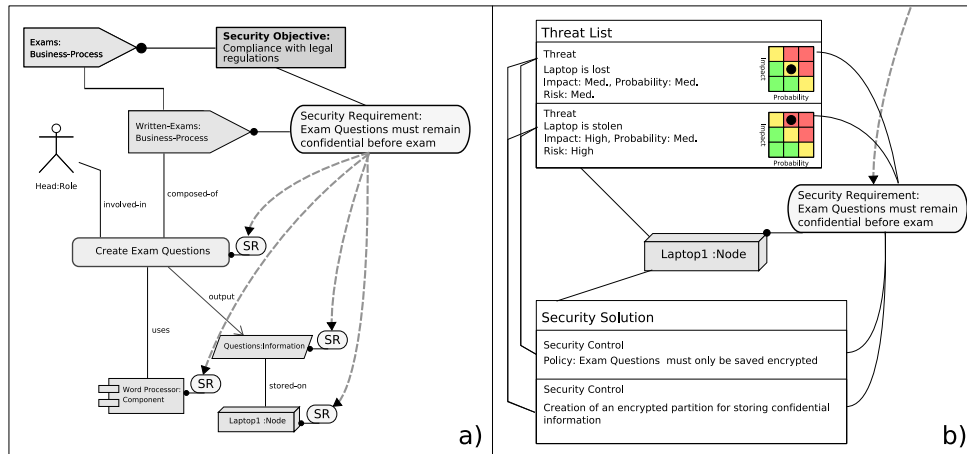 Exams:
Business-Process
Security Objective:
Compliance with legal
regulations
Written-Exams:
Business-Process
Security Requirement:
Exam Questions must remain
confidential before exam
Head:Role
involved-in
composed-of
SR
Create Exam Questions
output
uses
Questions:Information
SR
Word Processor:
Component
SR
stored-on
Laptop1 :Node
SR
a)
Threat List
Threat
Laptop is lost
Impact: Med., Probability: Med.
Risk: Med.
Impact
Probability
Threat
Laptop is stolen
Impact: High, Probability: Med.
Risk: High
Impact
Probability
Security Requirement:
Exam Questions must remain
confidential before exam
Laptop1 :Node
Security Solution
Security Control
Policy: Exam Questions must only be saved encrypted
Security Control
Creation of an encrypted partition for storing confidential
information
b)